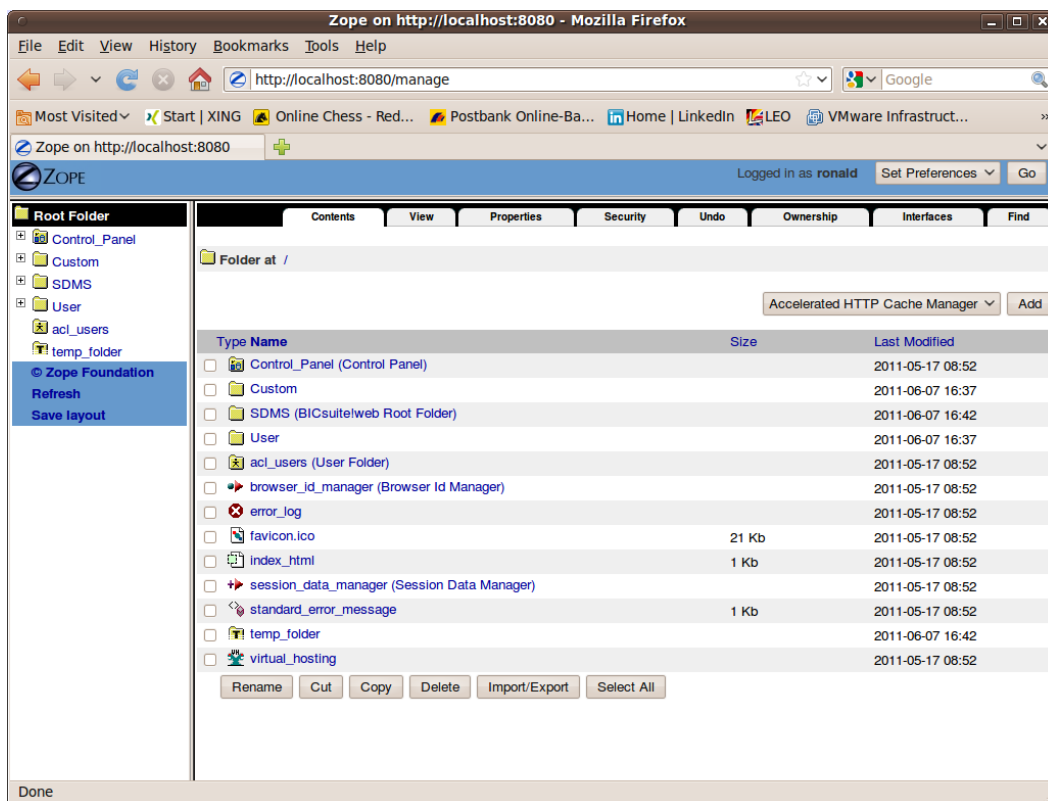 Zope on http://localhost:8080 - Mozilla Firefox
File Edit View History Bookmarks Tools Help
http://localhost:8080/manage Google
Most Visited Start | XING Online Chess - Red... Postbank Online-Ba... Home | LinkedIn LEO VMware Infrastruct... »
Zope on http://localhost:8080
ZOPE Logged in as ronald Set Preferences Go
Root Folder
Control_Panel
Custom
SDMS
User
acl_users
temp_folder
© Zope Foundation
Refresh
Save layout
Contents View Properties Security Undo Ownership Interfaces Find
Folder at /
Accelerated HTTP Cache Manager Add
Type Name Size Last Modified
Control_Panel (Control Panel) 2011-05-17 08:52
Custom 2011-06-07 16:37
SDMS (BICsuite!web Root Folder) 2011-06-07 16:42
User 2011-06-07 16:37
acl_users (User Folder) 2011-05-17 08:52
browser_id_manager (Browser Id Manager) 2011-05-17 08:52
error_log 2011-05-17 08:52
favicon.ico 21 Kb 2011-05-17 08:52
index_html 1 Kb 2011-05-17 08:52
session_data_manager (Session Data Manager) 2011-05-17 08:52
standard_error_message 1 Kb 2011-05-17 08:52
temp_folder 2011-06-07 16:42
virtual_hosting 2011-05-17 08:52
Rename Cut Copy Delete Import/Export Select All
Done